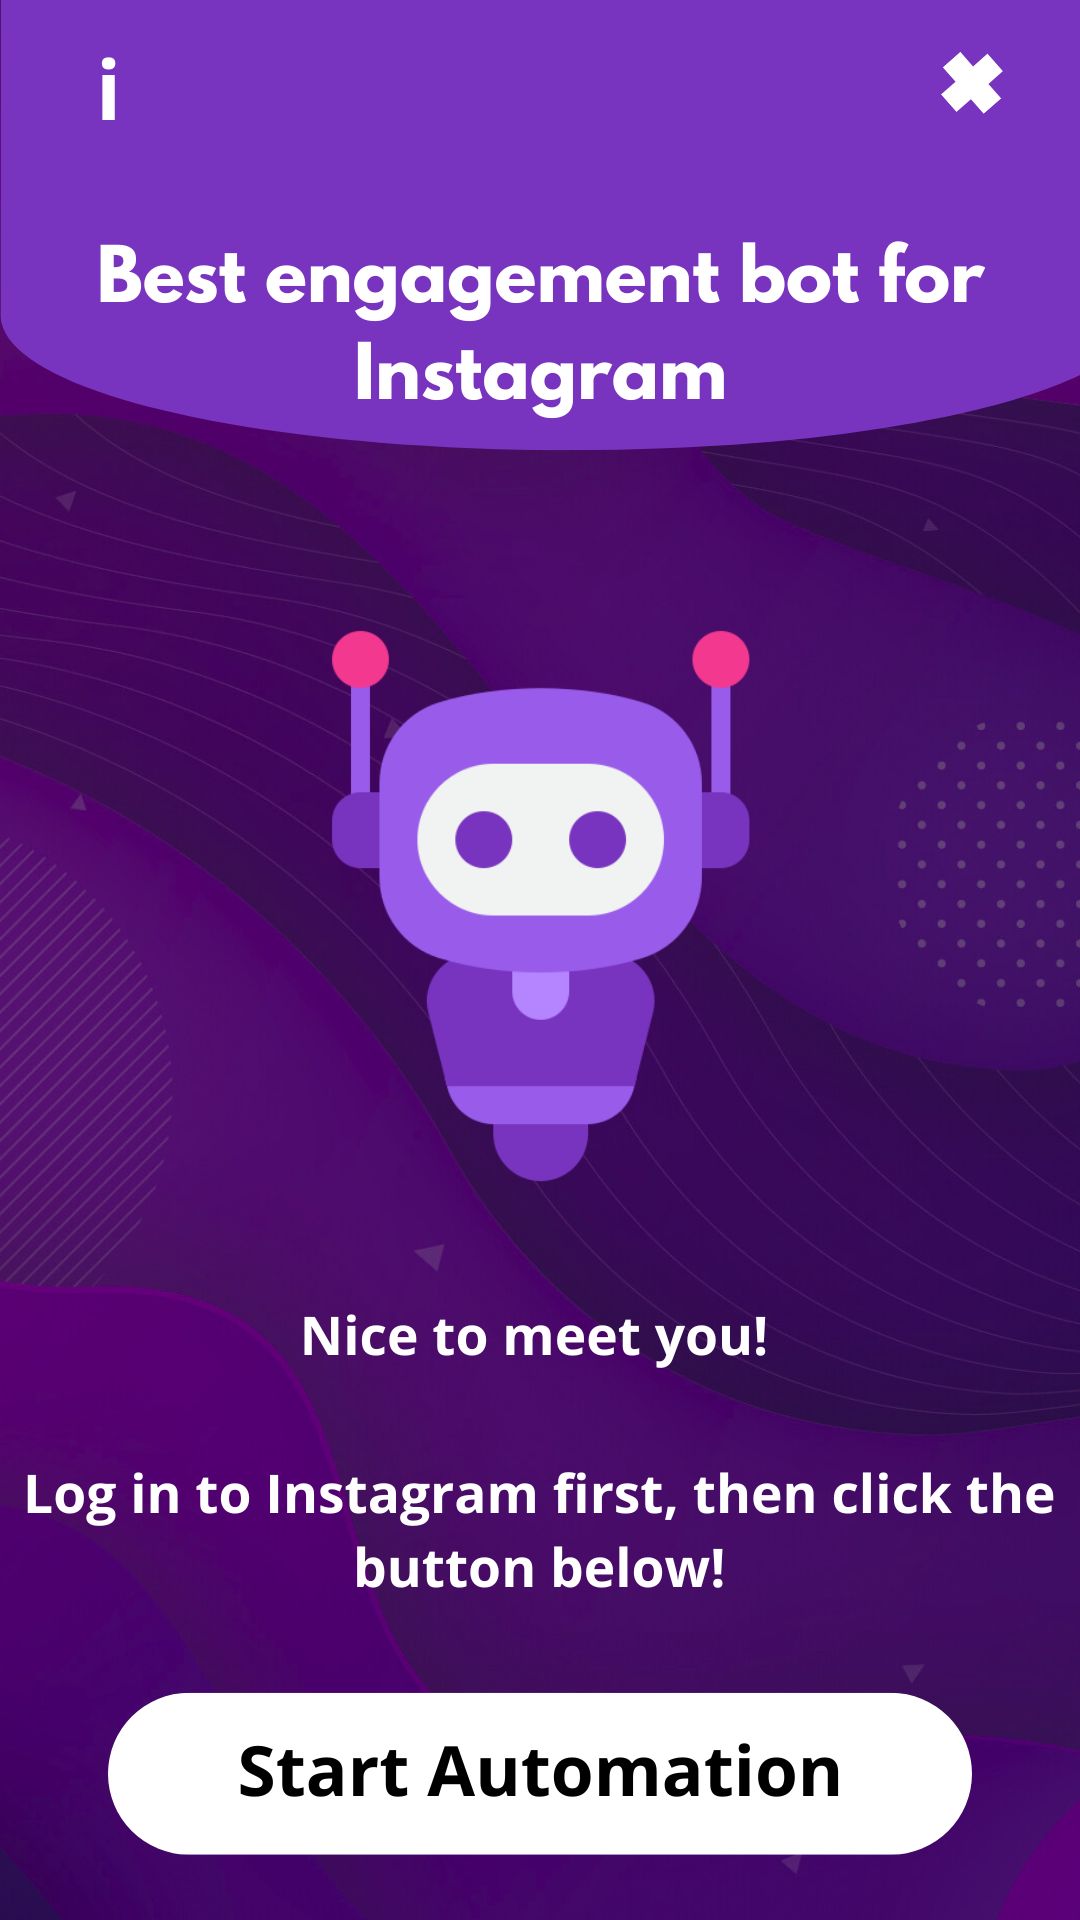 i
Best engagement bot for
Instagram
Nice to meet you!
Log in to Instagram first, then click the
button below!
Start Automation